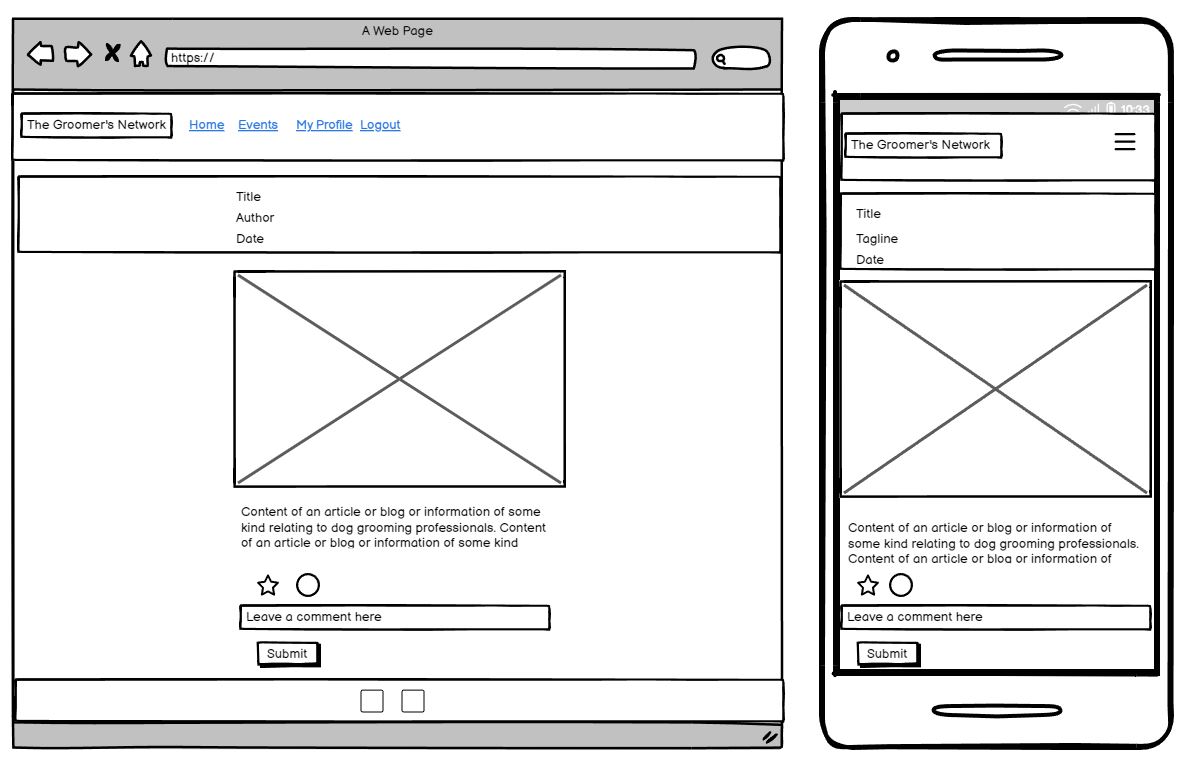 A Web Page
https://
The Groomer's Network Home Events My Profile Logout
Title
Author
Date
Content of an article or blog or information of some
kind relating to dog grooming professionals. Content
of an article or blog or information of some kind
Leave a comment here
Submit
10:33
The Groomer's Network
Title
Tagline
Date
Content of an article or blog or information of
some kind relating to dog grooming professionals.
Content of an article or blog or information of
Leave a comment here
Submit